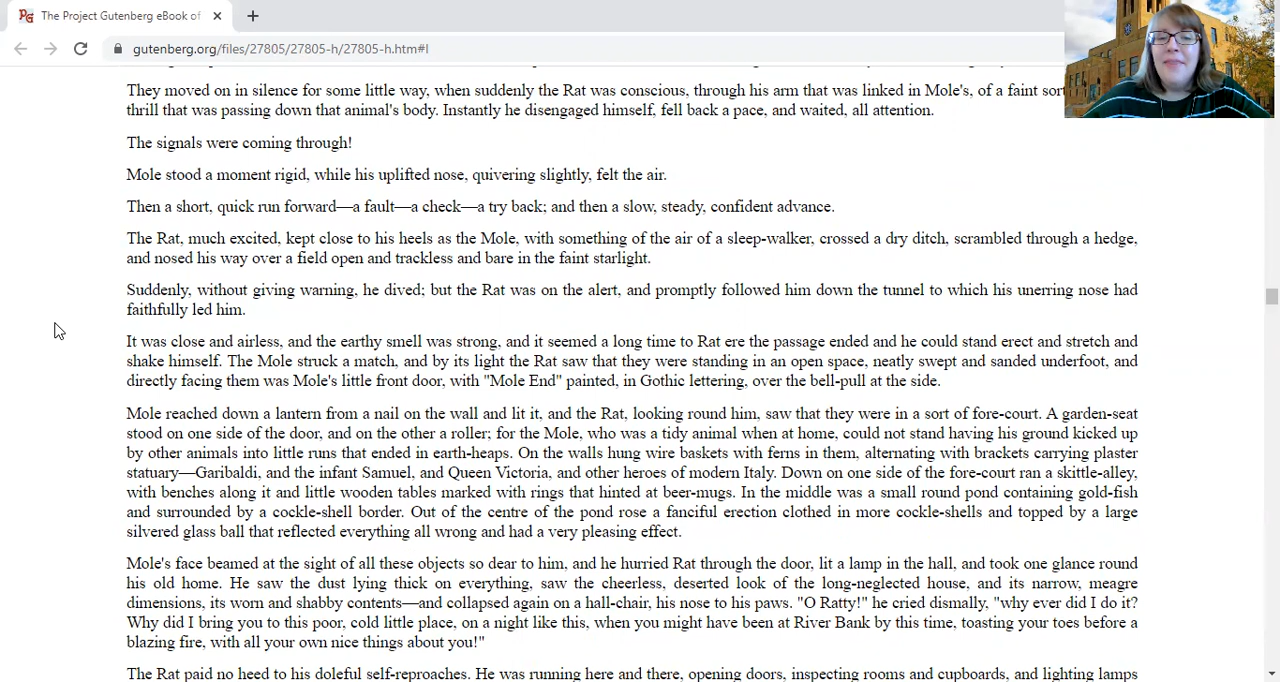 The Project Gutenberg eBook of
gutenberg.org/files/27805/27805-h/27805-h.htm#I
They moved on in silence for some little way, when suddenly the Rat was conscious, through his arm that was linked in Mole's, of a faint sort
thrill that was passing down that animal's body. Instantly he disengaged himself, fell back a pace, and waited, all attention.
The signals were coming through!
Mole stood a moment rigid, while his uplifted nose, quivering slightly, felt the air.
Then a short, quick run forward—a fault—a check—a try back; and then a slow, steady, confident advance.
The Rat, much excited, kept close to his heels as the Mole, with something of the air of a sleep-walker, crossed a dry ditch, scrambled through a hedge,
and nosed his way over a field open and trackless and bare in the faint starlight.
Suddenly, without giving warning, he dived; but the Rat was on the alert, and promptly followed him down the tunnel to which his unerring nose had
faithfully led him.
It was close and airless, and the earthy smell was strong, and it seemed a long time to Rat ere the passage ended and he could stand erect and stretch and
shake himself. The Mole struck a match, and by its light the Rat saw that they were standing in an open space, neatly swept and sanded underfoot, and
directly facing them was Mole's little front door, with "Mole End" painted, in Gothic lettering, over the bell-pull at the side.
Mole reached down a lantern from a nail on the wall and lit it, and the Rat, looking round him, saw that they were in a sort of fore-court. A garden-seat
stood on one side of the door, and on the other a roller; for the Mole, who was a tidy animal when at home, could not stand having his ground kicked up
by other animals into little runs that ended in earth-heaps. On the walls hung wire baskets with ferns in them, alternating with brackets carrying plaster
statuary—Garibaldi, and the infant Samuel, and Queen Victoria, and other heroes of modern Italy. Down on one side of the fore-court ran a skittle-alley,
with benches along it and little wooden tables marked with rings that hinted at beer-mugs. In the middle was a small round pond containing gold-fish
and surrounded by a cockle-shell border. Out of the centre of the pond rose a fanciful erection clothed in more cockle-shells and topped by a large
silvered glass ball that reflected everything all wrong and had a very pleasing effect.
Mole's face beamed at the sight of all these objects so dear to him, and he hurried Rat through the door, lit a lamp in the hall, and took one glance round
his old home. He saw the dust lying thick on everything, saw the cheerless, deserted look of the long-neglected house, and its narrow, meagre
dimensions, its worn and shabby contents—and collapsed again on a hall-chair, his nose to his paws. "O Ratty!" he cried dismally, "why ever did I do it?
Why did I bring you to this poor, cold little place, on a night like this, when you might have been at River Bank by this time, toasting your toes before a
blazing fire, with all your own nice things about you!"
The Rat paid no heed to his doleful self-reproaches. He was running here and there, opening doors, inspecting rooms and cupboards, and lighting lamps